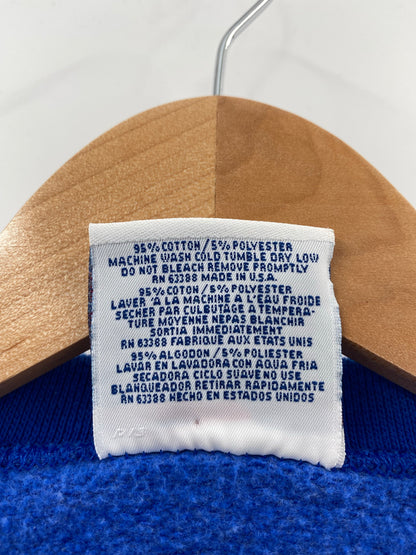 95% COTTON/5% POLYESTER
MACHINE WASH COLD TUMBLE DRY LOW
DO NOT BLEACH REMOVE PROMPTLY
RN 63388 MADE IN U.S.A.
95% COTON/5% POLYESTER
LAVER 'A LA MACHINE A L'EAU FROIDE
SECHER PAR CULBUTAGE A TEMPERA-
TURE MOYENNE NEPAS BLANCHIR
SORTIA IMMEDIATEMENT
RN 63388 FABRIQUE AUX ETATS UNIS
95% ALGODON/5% POLIESTER
LAVAR EN LAVADORA CON AQUA FRIA
SECADORA CICLO SUAVE NO USE
BLANQUEADOR RETIRAR RAPIDAMENTE
RN 63388 HECHO EN ESTADOS UNIDOS